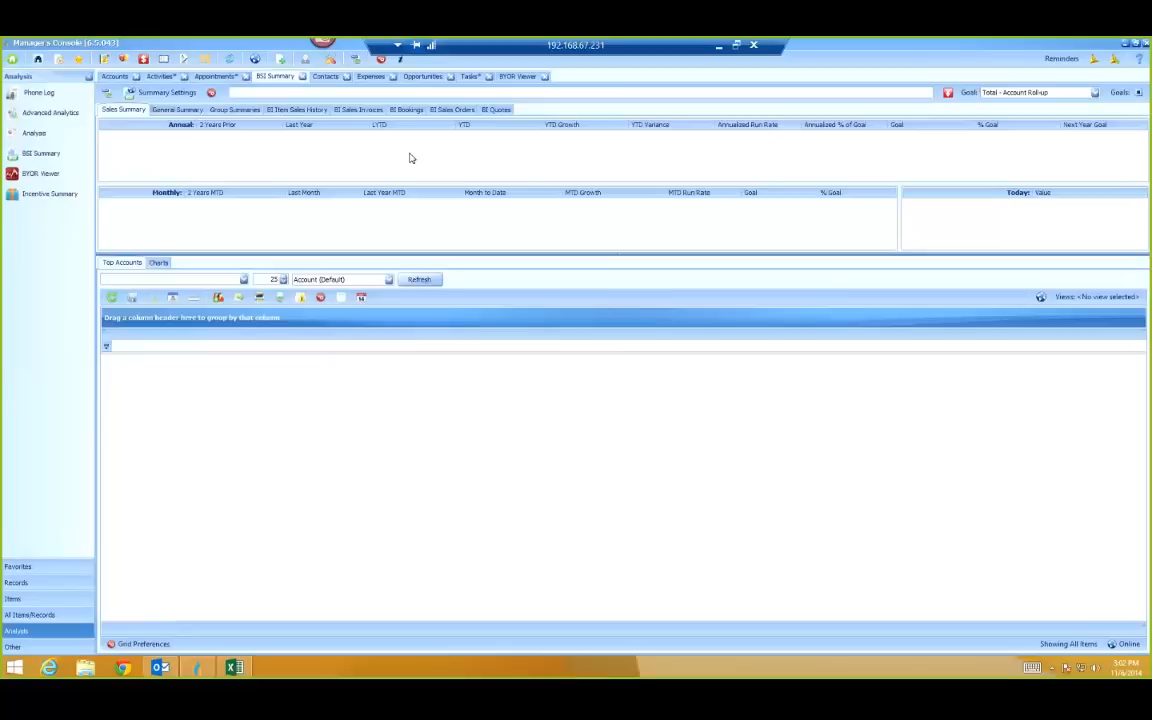 Manager's Console [6.5.043]
192.168.67.231
Reminders
Analysis
Accounts Activities* Appointments* BSI Summary Contacts Expenses Opportunities Tasks* BYOR Viewer
Phone Log
Advanced Analytics
Analysis
BSI Summary
BYOR Viewer
Incentive Summary
Summary Settings
Goal: Total - Account Roll-up Goals:
Sales Summary General Summary Group Summaries BI Item Sales History BI Sales Invoices BI Bookings BI Sales Orders BI Quotes
Annual: 2 Years Prior Last Year LYTD YTD YTD Growth YTD Variance Annualized Run Rate Annualized % of Goal Goal % Goal Next Year Goal
Monthly: 2 Years MTD Last Month Last Year MTD Month to Date MTD Growth MTD Run Rate Goal % Goal
Today: Value
Top Accounts Charts
25 Account (Default) Refresh
Views: <No view selected>
Drag a column header here to group by that column
Favorites
Records
Items
All Items/Records
Analysis
Other
Grid Preferences
Showing All Items Online
3:02 PM
11/6/2014